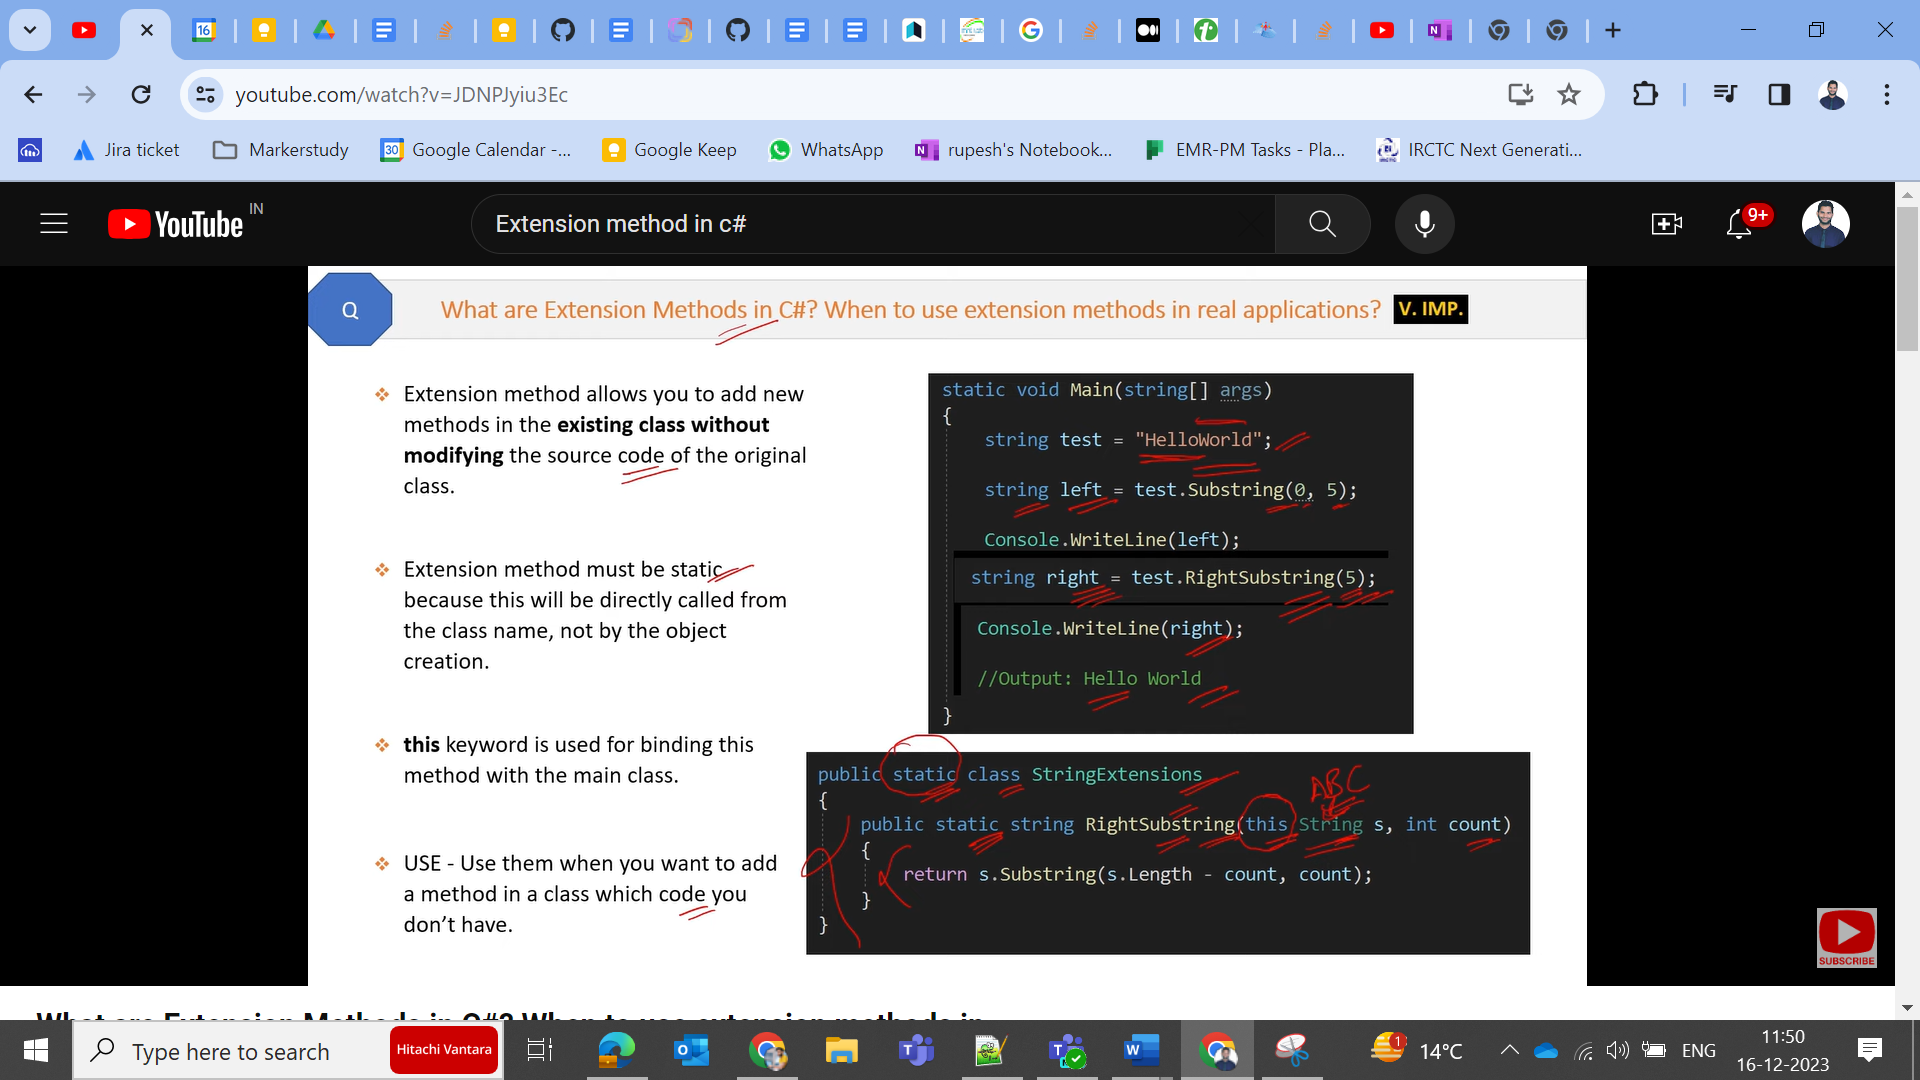 16
youtube.com/watch?v=JDNPJyiu3Ec
Jira ticket
Markerstudy
30
Google Calendar -...
Google Keep
WhatsApp
N
rupesh's Notebook...
EMR-PM Tasks - Pla...
IRCTC Next Generati...
YouTube IN
Extension method in c#
9+
Q
What are Extension Methods in C#? When to use extension methods in real applications? V. IMP.
Extension method allows you to add new
methods in the existing class without
modifying the source code of the original
class.
Extension method must be static
because this will be directly called from
the class name, not by the object
creation.
this keyword is used for binding this
method with the main class.
USE - Use them when you want to add
a method in a class which code you
don't have.
static void Main(string[] args)
{
string test = "HelloWorld";
string left = test.Substring(0, 5);
Console.WriteLine(left);
string right = test.RightSubstring(5);
Console.WriteLine(right);
//Output: Hello World
}
public static class StringExtensions
{
ABC
public static string RightSubstring(this String s, int count)
{
return s.Substring(s.Length - count, count);
}
}
SUBSCRIBE
Type here to search
Hitachi Vantara
1
14°C
ENG
11:50
16-12-2023